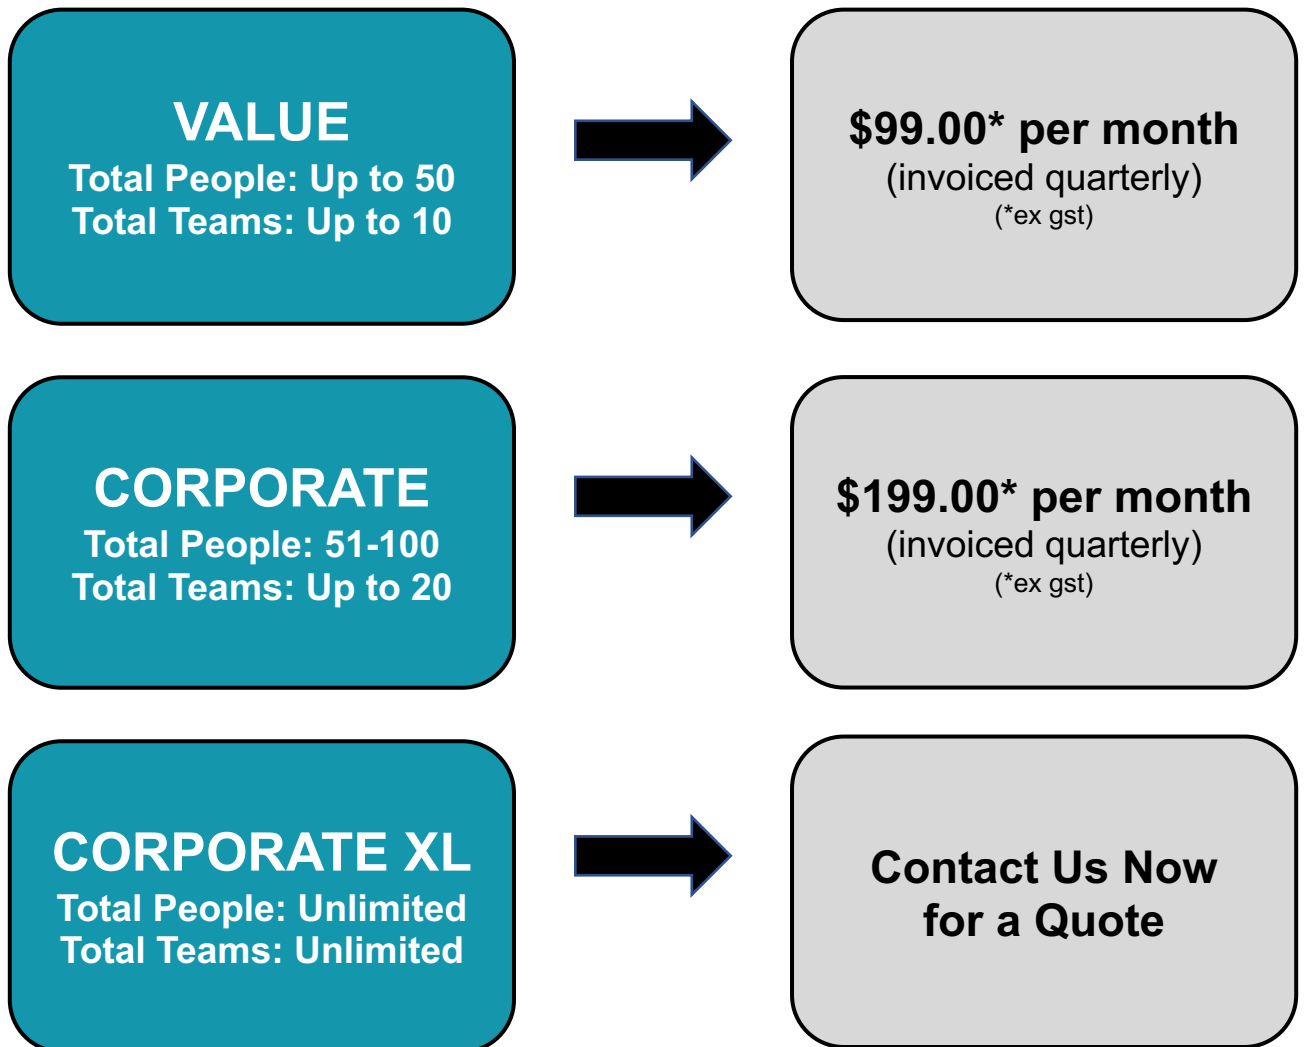 VALUE
Total People: Up to 50
Total Teams: Up to 10
$99.00* per month
(invoiced quarterly)
(*ex gst)
CORPORATE
Total People: 51-100
Total Teams: Up to 20
$199.00* per month
(invoiced quarterly)
(*ex gst)
CORPORATE XL
Total People: Unlimited
Total Teams: Unlimited
Contact Us Now
for a Quote